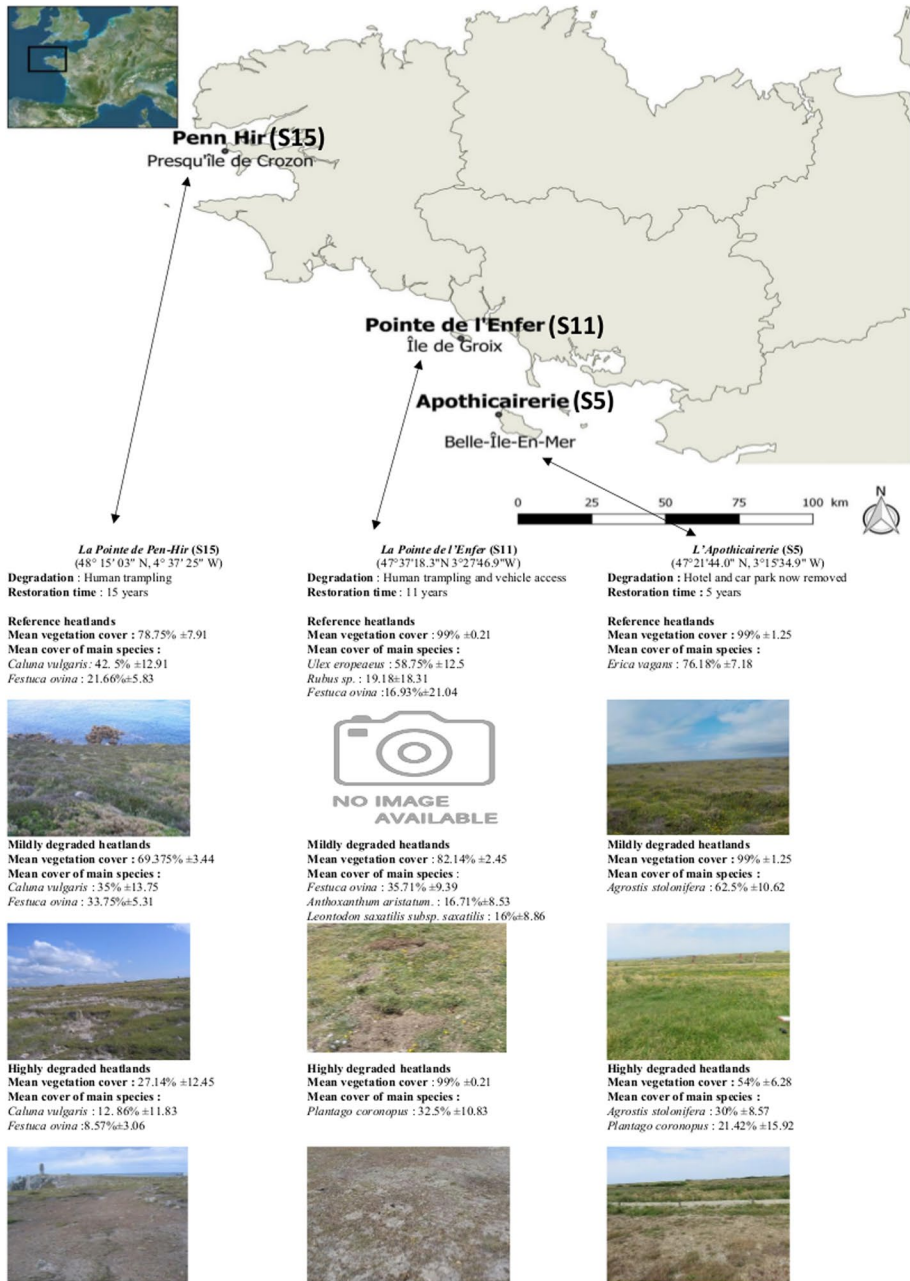 Penn Hir (S15)
Presqu'île de Crozon
Pointe de l'Enfer (S11)
Île de Groix
Apothicairerie (S5)
Belle-Île-En-Mer
0 25 50 75 100 km
N
La Pointe de Pen-Hir (S15)
(48° 15' 03" N, 4° 37' 25" W)
Degradation : Human trampling
Restoration time : 15 years
Reference heatlands
Mean vegetation cover : 78.75% ±7.91
Mean cover of main species :
Caluna vulgaris: 42. 5% ±12.91
Festuca ovina : 21.66%±5.83
Mildly degraded heatlands
Mean vegetation cover : 69.375% ±3.44
Mean cover of main species :
Caluna vulgaris : 35% ±13.75
Festuca ovina : 33.75%±5.31
Highly degraded heatlands
Mean vegetation cover : 27.14% ±12.45
Mean cover of main species :
Caluna vulgaris : 12. 86% ±11.83
Festuca ovina :8.57%±3.06
La Pointe de l'Enfer (S11)
(47°37'18.3"N 3°27'46.9"W)
Degradation : Human trampling and vehicle access
Restoration time : 11 years
Reference heatlands
Mean vegetation cover : 99% ±0.21
Mean cover of main species :
Ulex eropeaeus : 58.75% ±12.5
Rubus sp. : 19.18±18.31
Festuca ovina :16.93%±21.04
NO IMAGE
AVAILABLE
Mildly degraded heatlands
Mean vegetation cover : 82.14% ±2.45
Mean cover of main species :
Festuca ovina : 35.71% ±9.39
Anthoxanthum aristatum. : 16.71%±8.53
Leontodon saxatilis subsp. saxatilis : 16%±8.86
Highly degraded heatlands
Mean vegetation cover : 99% ±0.21
Mean cover of main species :
Plantago coronopus : 32.5% ±10.83
L'Apothicairerie (S5)
(47°21'44.0" N, 3°15'34.9" W)
Degradation : Hotel and car park now removed
Restoration time : 5 years
Reference heatlands
Mean vegetation cover : 99% ±1.25
Mean cover of main species :
Erica vagans : 76.18% ±7.18
Mildly degraded heatlands
Mean vegetation cover : 99% ±1.25
Mean cover of main species :
Agrostis stolonifera : 62.5% ±10.62
Highly degraded heatlands
Mean vegetation cover : 54% ±6.28
Mean cover of main species :
Agrostis stolonifera : 30% ±8.57
Plantago coronopus : 21.42% ±15.92